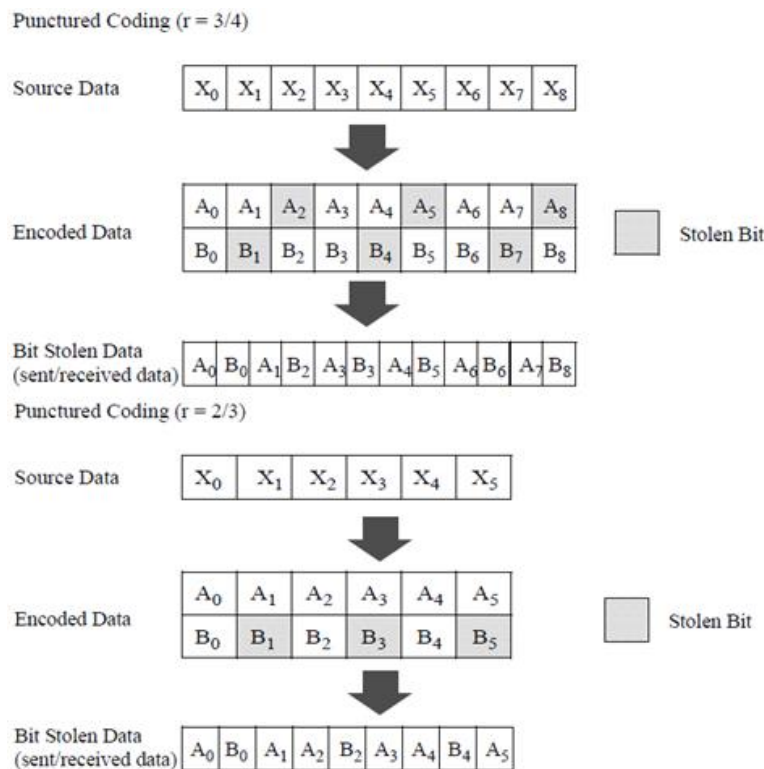 Punctured Coding (r = 3/4)
Source Data X₀ X₁ X₂ X₃ X₄ X₅ X₆ X₇ X₈
A₀ A₁ A₂ A₃ A₄ A₅ A₆ A₇ A₈
Encoded Data Stolen Bit
B₀ B₁ B₂ B₃ B₄ B₅ B₆ B₇ B₈
Bit Stolen Data
(sent/received data) A₀ B₀ A₁ B₂ A₃ B₃ A₄ B₅ A₆ B₆ A₇ B₈
Punctured Coding (r = 2/3)
Source Data X₀ X₁ X₂ X₃ X₄ X₅
A₀ A₁ A₂ A₃ A₄ A₅
Encoded Data Stolen Bit
B₀ B₁ B₂ B₃ B₄ B₅
Bit Stolen Data
(sent/received data) A₀ B₀ A₁ A₂ B₂ A₃ A₄ B₄ A₅